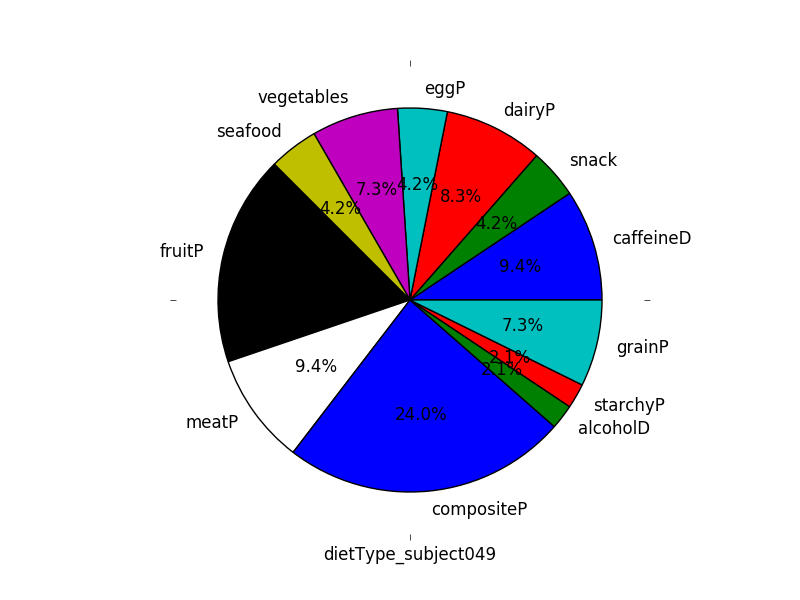 eggP
vegetables
dairyP
seafood
snack
4.2%
7.3%
8.3%
4.2%
4.2%
caffeineD
fruitP
9.4%
7.3%
grainP
2.1%
9.4%
2.1%
starchyP
meatP
24.0%
alcoholD
compositeP
dietType_subject049